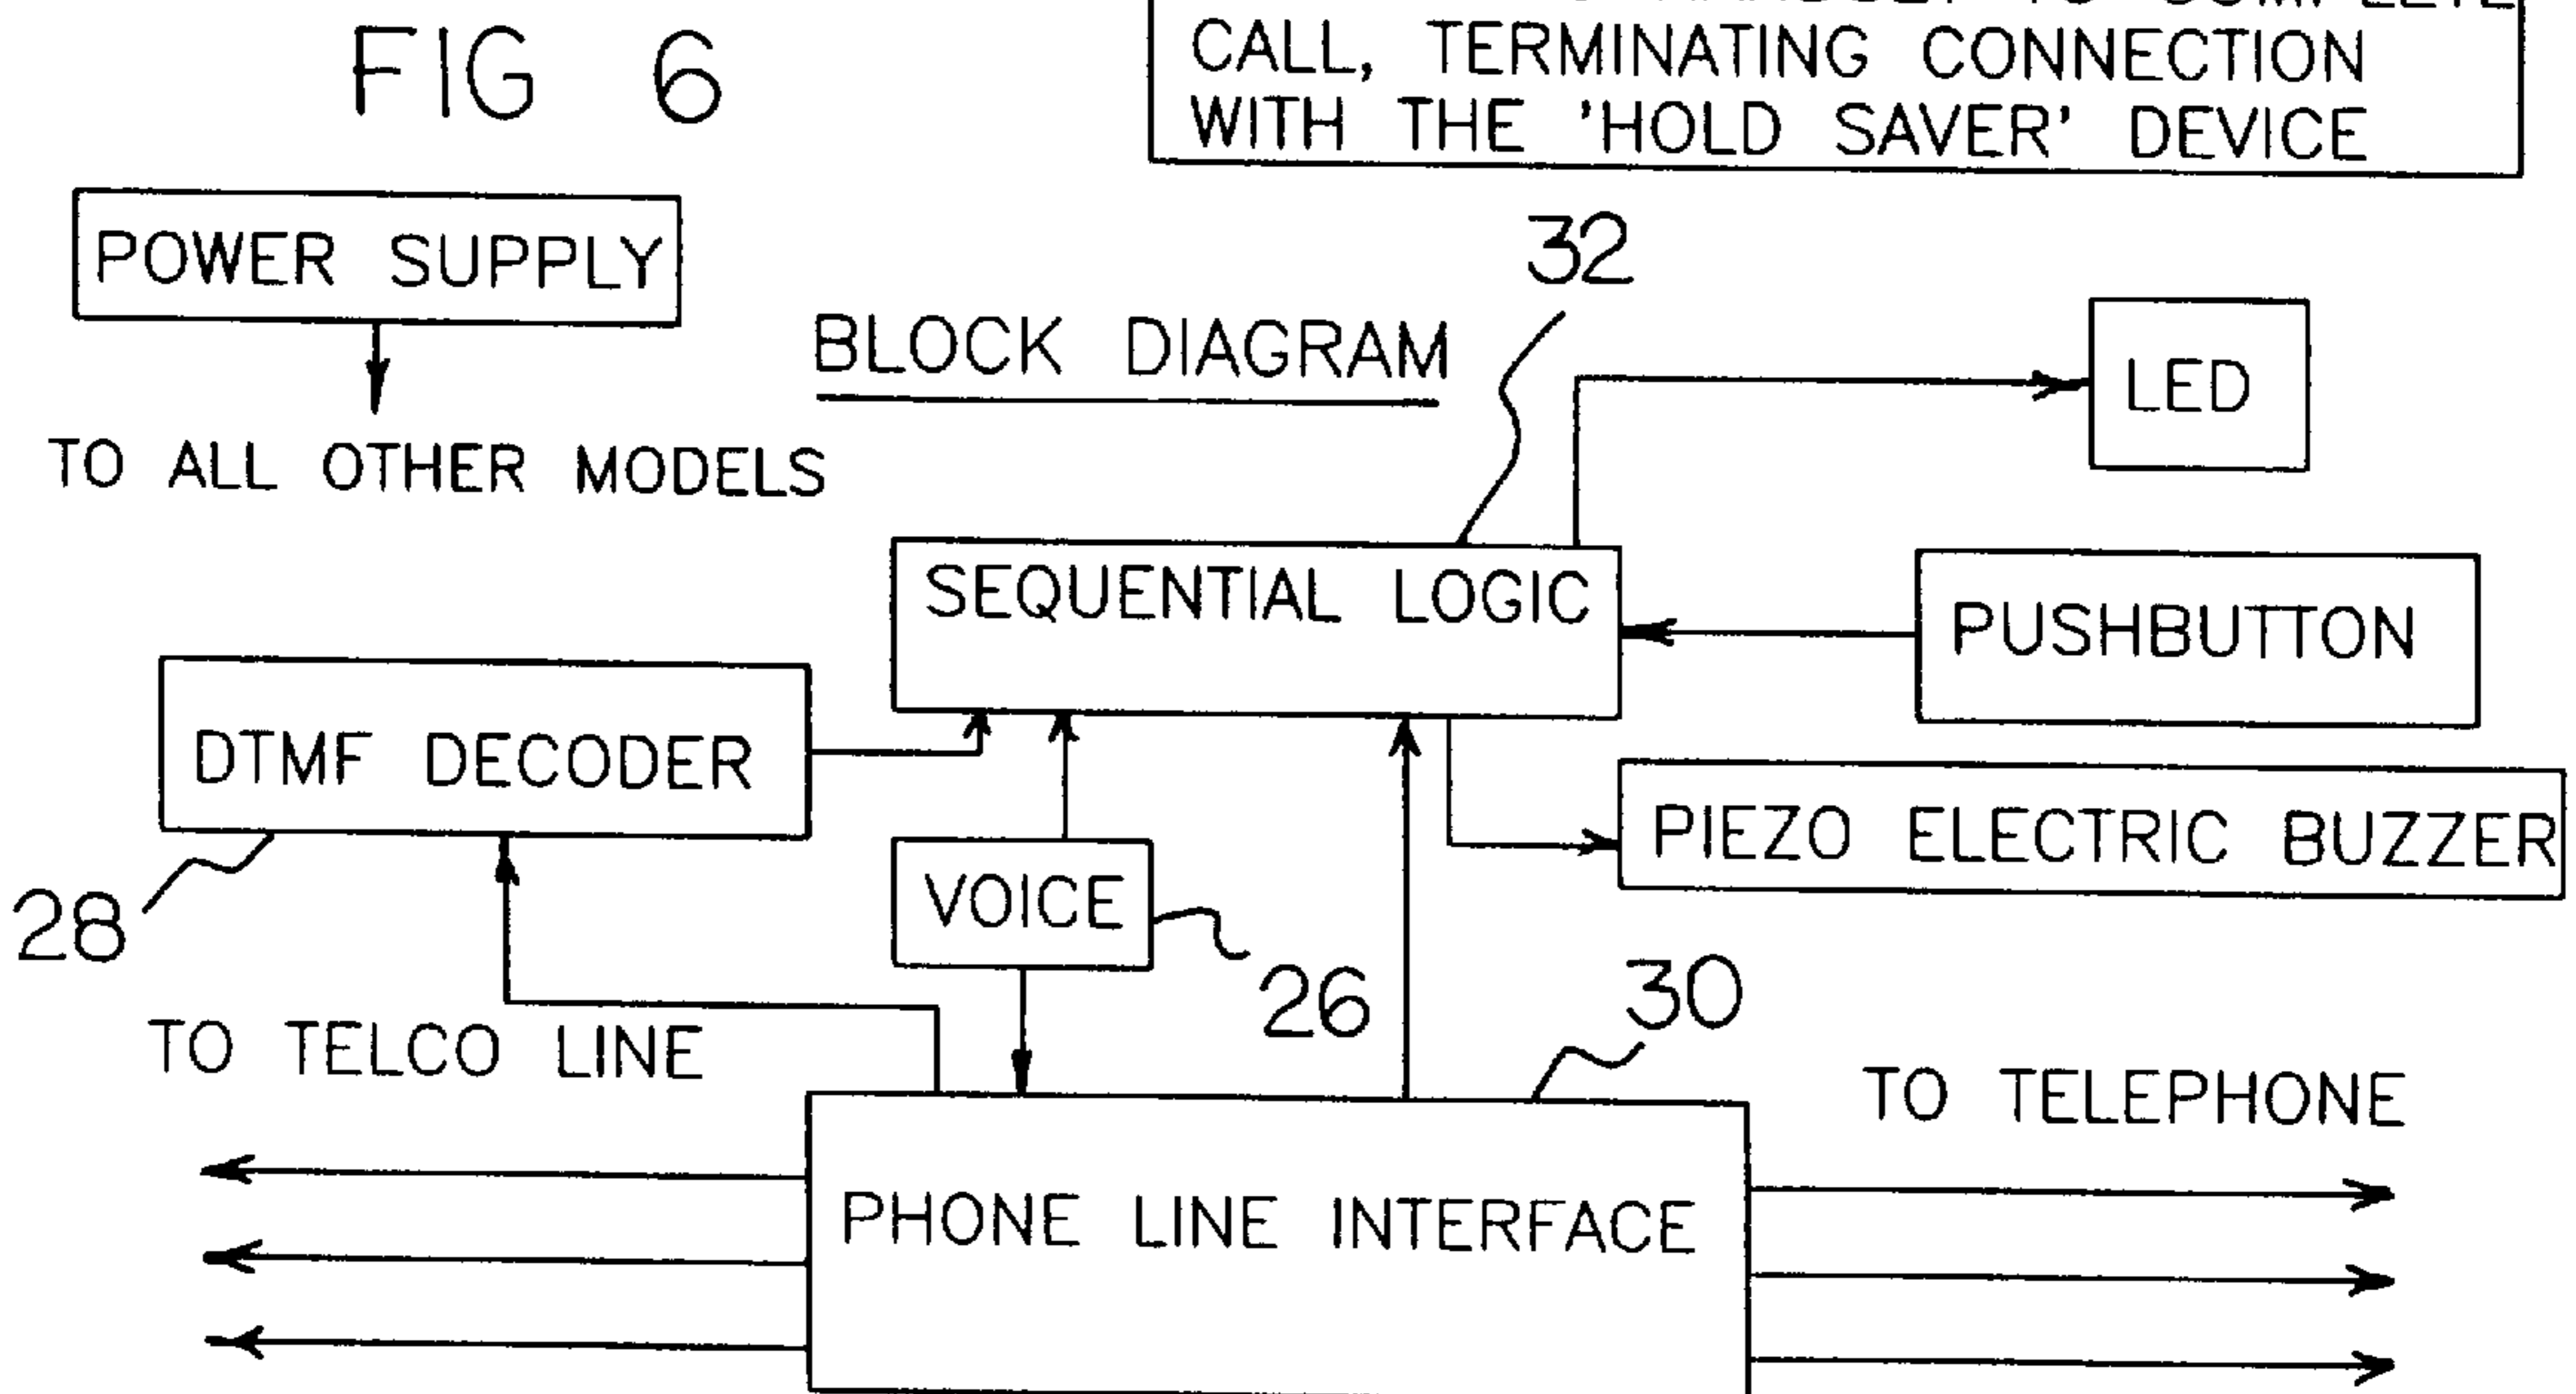 CALL, TERMINATING CONNECTION
WITH THE 'HOLD SAVER' DEVICE
FIG 6
POWER SUPPLY
TO ALL OTHER MODELS
BLOCK DIAGRAM
32
LED
SEQUENTIAL LOGIC
PUSHBUTTON
DTMF DECODER
28
VOICE
26
PIEZO ELECTRIC BUZZER
30
TO TELCO LINE
TO TELEPHONE
PHONE LINE INTERFACE